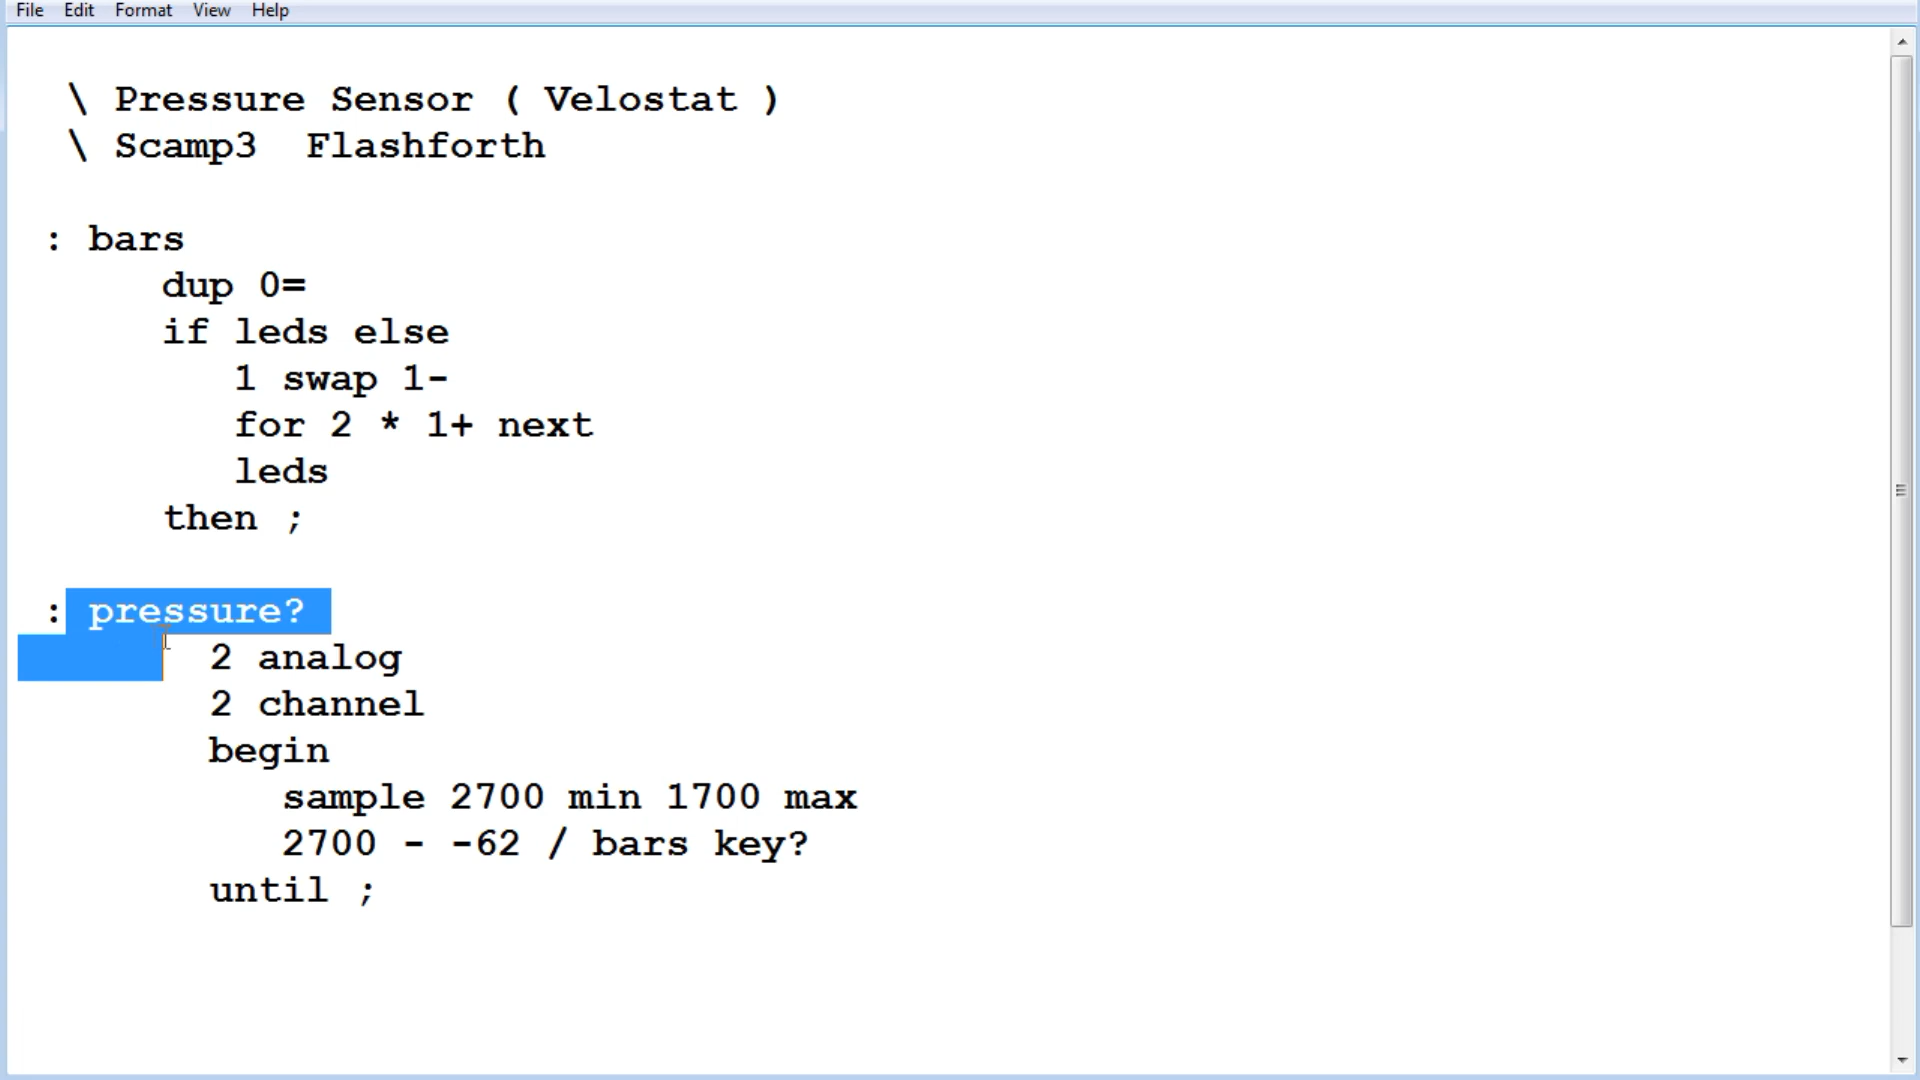 File Edit Format View Help
\ Pressure Sensor ( Velostat )
\ Scamp3 Flashforth
: bars
dup 0=
if leds else
1 swap 1-
for 2 * 1+ next
leds
then ;
: pressure?
2 analog
2 channel
begin
sample 2700 min 1700 max
2700 - -62 / bars key?
until ;